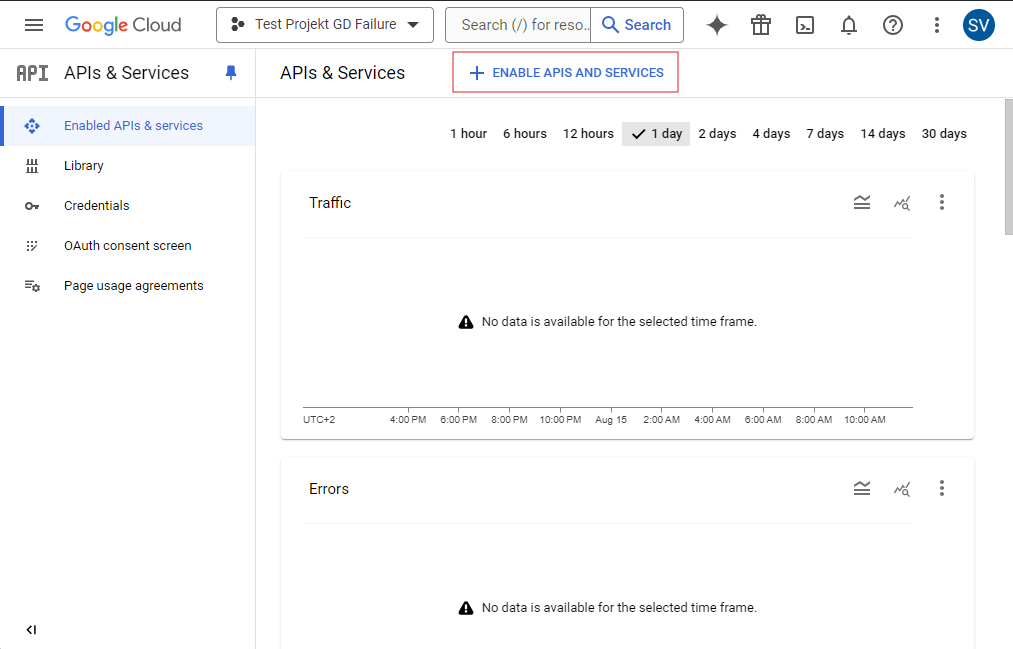 Google Cloud
Test Projekt GD Failure
Search (/) for reso..
Search
SV
API
APIs & Services
APIs & Services
ENABLE APIS AND SERVICES
Enabled APIs & services
Library
Credentials
OAuth consent screen
Page usage agreements
1 hour 6 hours 12 hours 1 day 2 days 4 days 7 days 14 days 30 days
Traffic
No data is available for the selected time frame.
UTC+2 4:00 PM 6:00 PM 8:00 PM 10:00 PM Aug 15 2:00 AM 4:00 AM 6:00 AM 8:00 AM 10:00 AM
Errors
No data is available for the selected time frame.